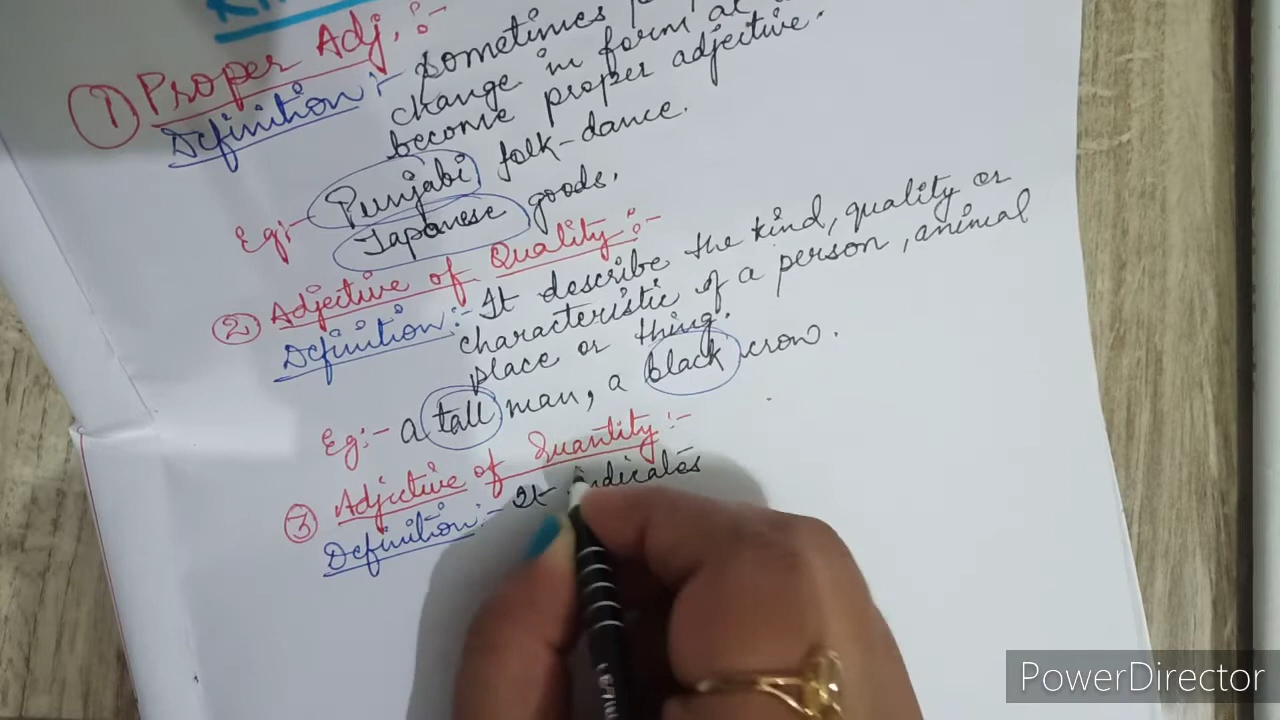 ① Proper Adj. :-
Definition :- sometimes
change in form at
become proper adjective.
Eg:- Punjabi folk-dance.
Japanese goods.
② Adjective of Quality :-
Definition :- It describe the kind, quality or
characteristic of a person, animal
place or thing.
Eg:- a tall man, a black crow.
③ Adjective of Quantity :-
Definition :- It indicates
PowerDirector